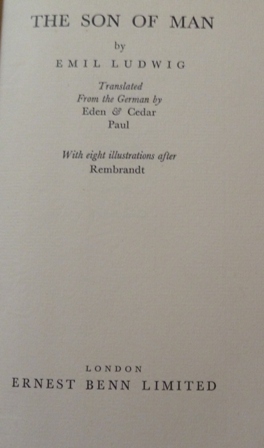 THE SON OF MAN
by
EMIL LUDWIG
Translated
From the German by
Eden & Cedar
Paul
With eight illustrations after
Rembrandt
LONDON
ERNEST BENN LIMITED